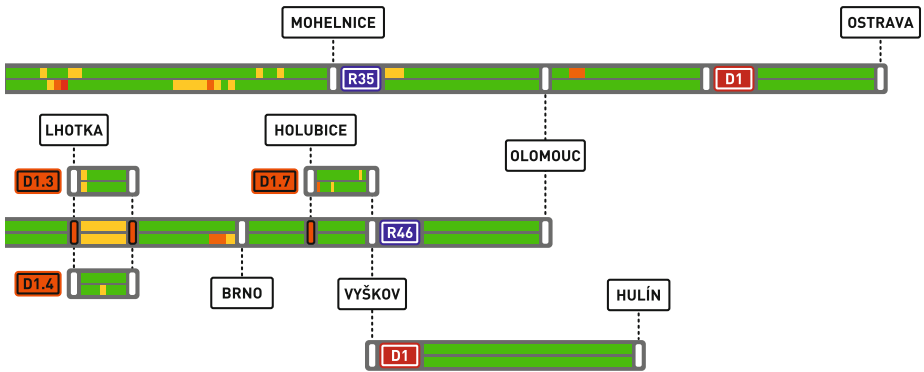 MOHELNICE
OSTRAVA
R35
D1
LHOTKA
HOLUBICE
OLOMOUC
D1.3
D1.7
R46
D1.4
BRNO
VYŠKOV
HULÍN
D1